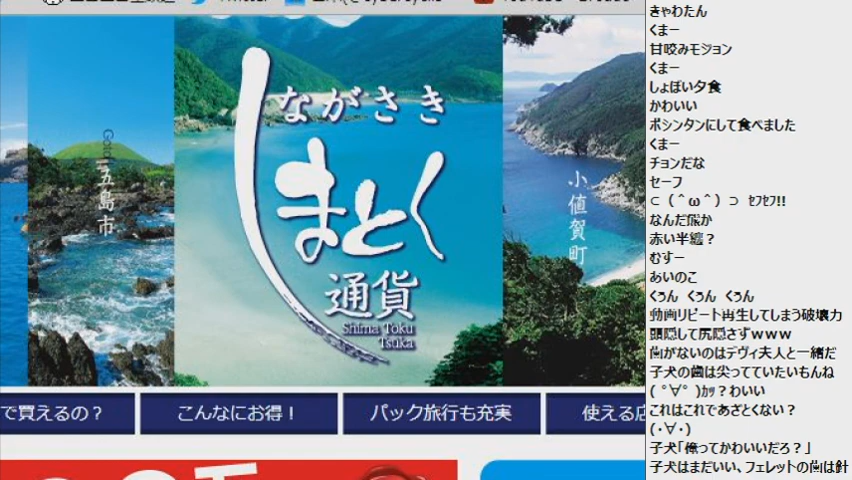 Goto
五島市
ながさき
しまとく
通貨
Shima Toku
Tsuka
小値賀町
で買えるの？
こんなにお得！
パック旅行も充実
使える店
きゃわたん
くまー
甘咬みモジョン
くまー
しょぼい夕食
かわいい
ポシンタンにして食べました
くまー
チョンだな
セーフ
⊂（＾ω＾）⊃ ｾﾌｾﾌ!!
なんだ熊か
赤い半纏？
むすー
あいのこ
くぅん くぅん くぅん
動画リピート再生してしまう破壊力
頭隠して尻隠さずｗｗｗ
歯がないのはデヴィ夫人と一緒だ
子犬の歯は尖ってていたいもんね
( ﾟ∀ﾟ )ｶｯ？わいい
これはこれであざとくない？
(・∀・)
子犬「俺ってかわいいだろ？」
子犬はまだいい、フェレットの歯は針